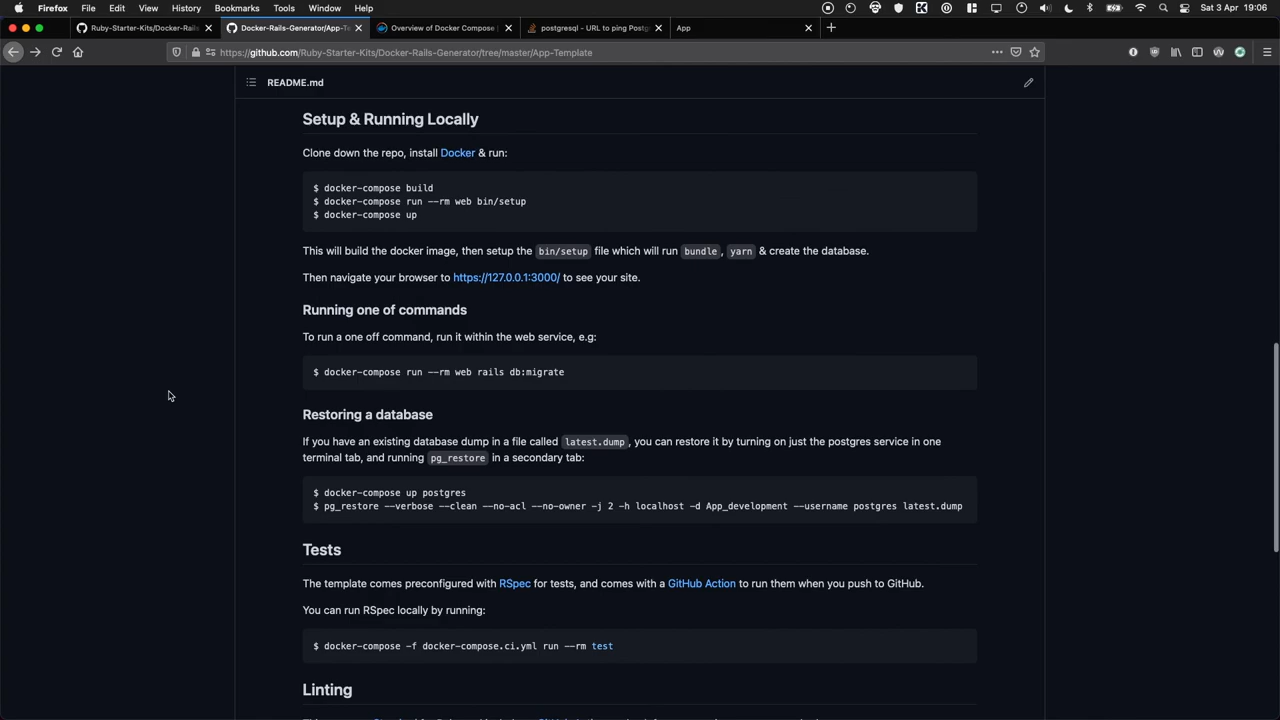 Firefox File Edit View History Bookmarks Tools Window Help Sat 3 Apr 19:06
Ruby-Starter-Kits/Docker-Rails Docker-Rails-Generator/App-Te Overview of Docker Compose postgresql - URL to ping Postg App
https://github.com/Ruby-Starter-Kits/Docker-Rails-Generator/tree/master/App-Template
README.md
Setup & Running Locally
Clone down the repo, install Docker & run:
$ docker-compose build
$ docker-compose run --rm web bin/setup
$ docker-compose up
This will build the docker image, then setup the bin/setup file which will run bundle, yarn & create the database.
Then navigate your browser to https://127.0.0.1:3000/ to see your site.
Running one of commands
To run a one off command, run it within the web service, e.g:
$ docker-compose run --rm web rails db:migrate
Restoring a database
If you have an existing database dump in a file called latest.dump, you can restore it by turning on just the postgres service in one
terminal tab, and running pg_restore in a secondary tab:
$ docker-compose up postgres
$ pg_restore --verbose --clean --no-acl --no-owner -j 2 -h localhost -d App_development --username postgres latest.dump
Tests
The template comes preconfigured with RSpec for tests, and comes with a GitHub Action to run them when you push to GitHub.
You can run RSpec locally by running:
$ docker-compose -f docker-compose.ci.yml run --rm test
Linting